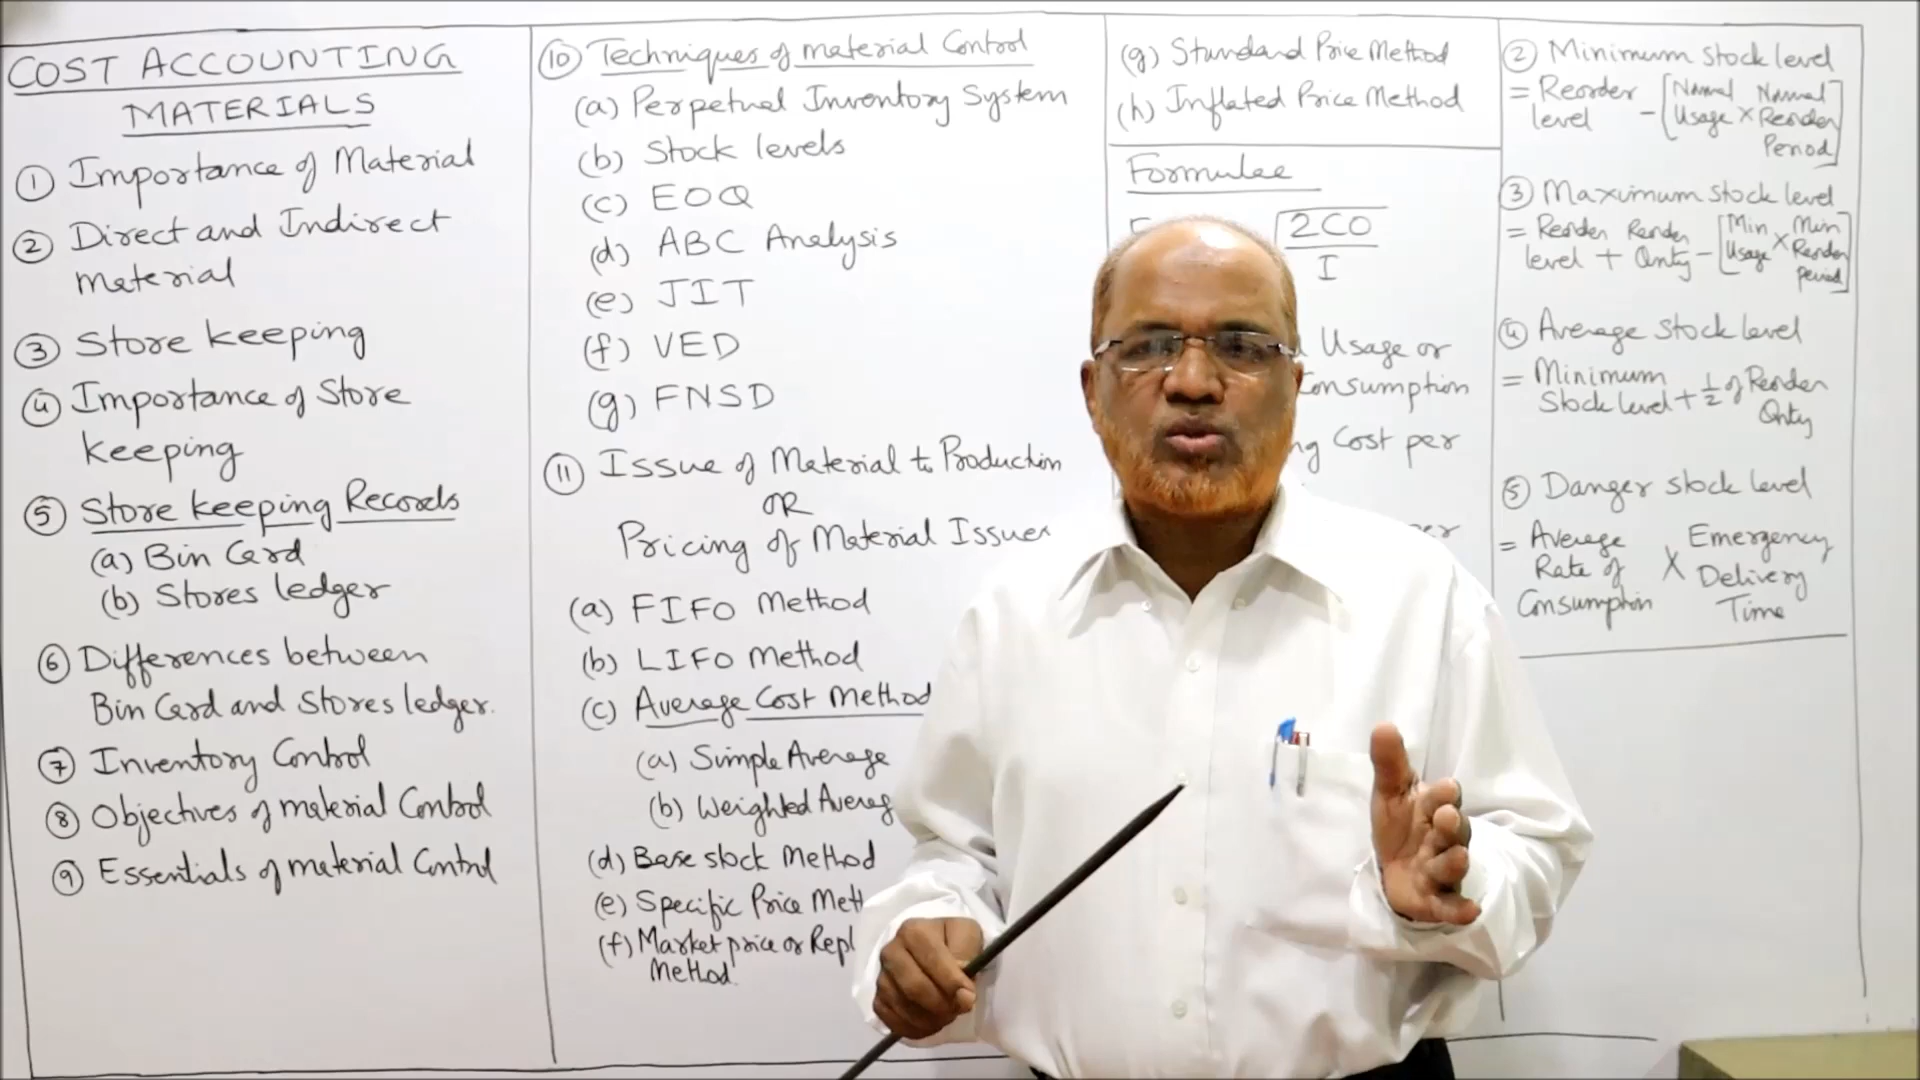 COST ACCOUNTING
MATERIALS
① Importance of Material
② Direct and Indirect
material
③ Store keeping
④ Importance of Store
keeping
⑤ Store keeping Records
(a) Bin Card
(b) Stores ledger
⑥ Differences between
Bin Card and Stores ledger.
⑦ Inventory Control
⑧ Objectives of material Control
⑨ Essentials of material Control
⑩ Techniques of material Control
(a) Perpetual Inventory System
(b) Stock levels
(c) EOQ
(d) ABC Analysis
(e) JIT
(f) VED
(g) FNSD
⑪ Issue of Material to Production
OR
Pricing of Material Issues
(a) FIFO Method
(b) LIFO Method
(c) Average Cost Method
(a) Simple Average
(b) Weighted Averag
(d) Base stock Method
(e) Specific Price Meth
(f) Market price or Repl
Method.
(g) Standard Price Method
(h) Inflated Price Method
Formulae
2CO
I
Usage or
Consumption
ng Cost per
② Minimum stock level
= Reorder level - [Normal Usage × Normal Reorder Period]
③ Maximum stock level
= Reorder level + Reorder Qnty - [Min Usage × Min Reorder period]
④ Average stock level
= Minimum Stock level + 1/2 of Reorder Qnty
⑤ Danger stock level
= Average Rate of Consumption × Emergency Delivery Time